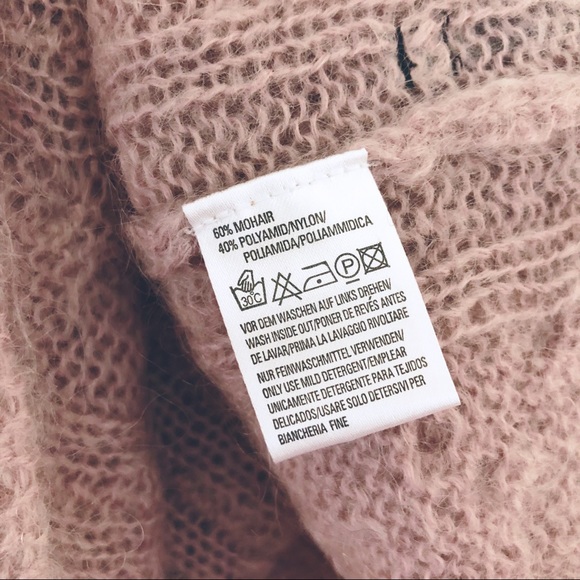 60% MOHAIR
40% POLYAMID/NYLON/
POLIAMIDA/POLIAMMIDICA
30°C P
VOR DEM WASCHEN AUF LINKS DREHEN/
WASH INSIDE OUT/PONER DE REVÉS ANTES
DE LAVAR/PRIMA LA LAVAGGIO RIVOLTARE
NUR FEINWASCHMITTEL VERWENDEN/
ONLY USE MILD DETERGENT/EMPLEAR
UNICAMENTE DETERGENTE PARA TEJIDOS
DELICADOS/USARE SOLO DETERSIVI PER
BIANCHERIA FINE